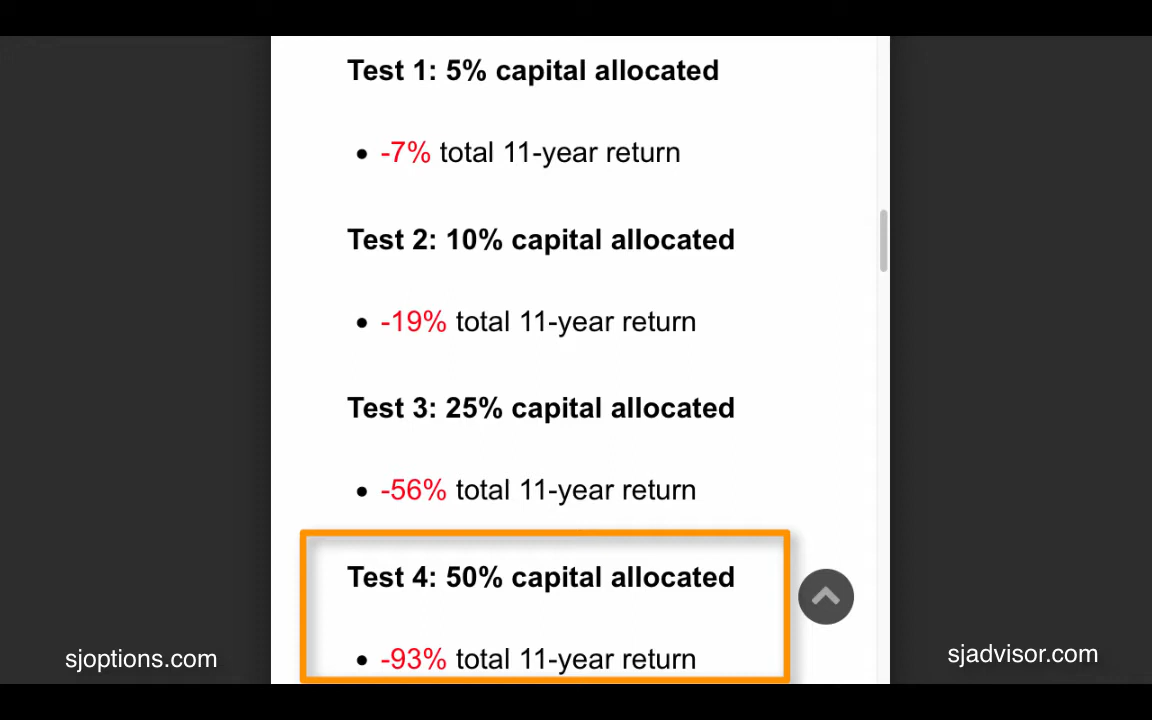 Test 1: 5% capital allocated
• -7% total 11-year return
Test 2: 10% capital allocated
• -19% total 11-year return
Test 3: 25% capital allocated
• -56% total 11-year return
Test 4: 50% capital allocated
• -93% total 11-year return
sjoptions.com
sjadvisor.com